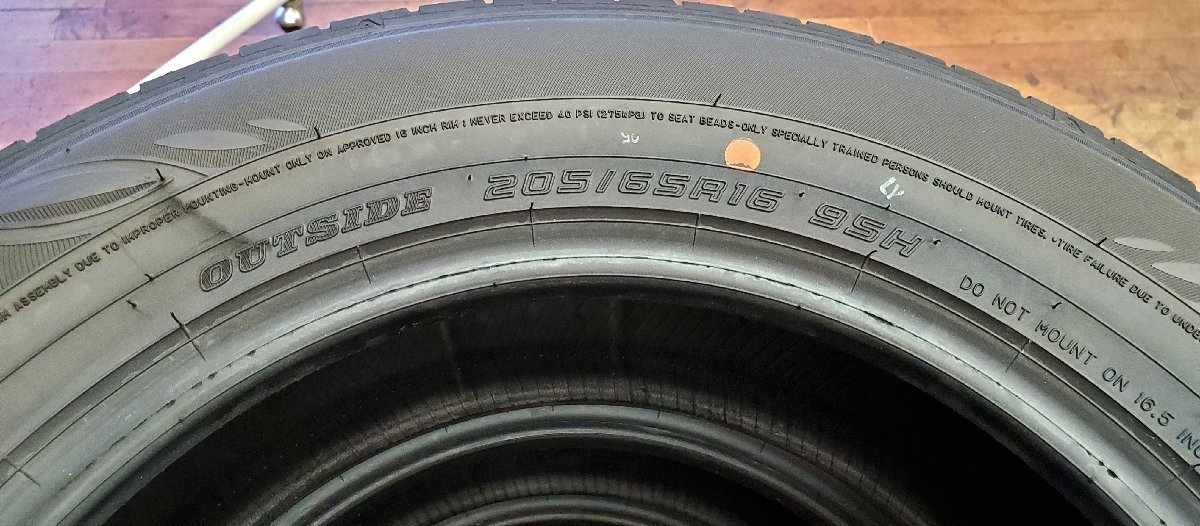 ASSEMBLY DUE TO IMPROPER MOUNTING-MOUNT ONLY ON APPROVED 16 INCH RIM : NEVER EXCEED 40 PSI (275kPa) TO SEAT BEADS-ONLY SPECIALLY TRAINED PERSONS SHOULD MOUNT TIRES. •TIRE FAILURE DUE TO
OUTSIDE 205/65R16 95H
DO NOT MOUNT ON 16.5